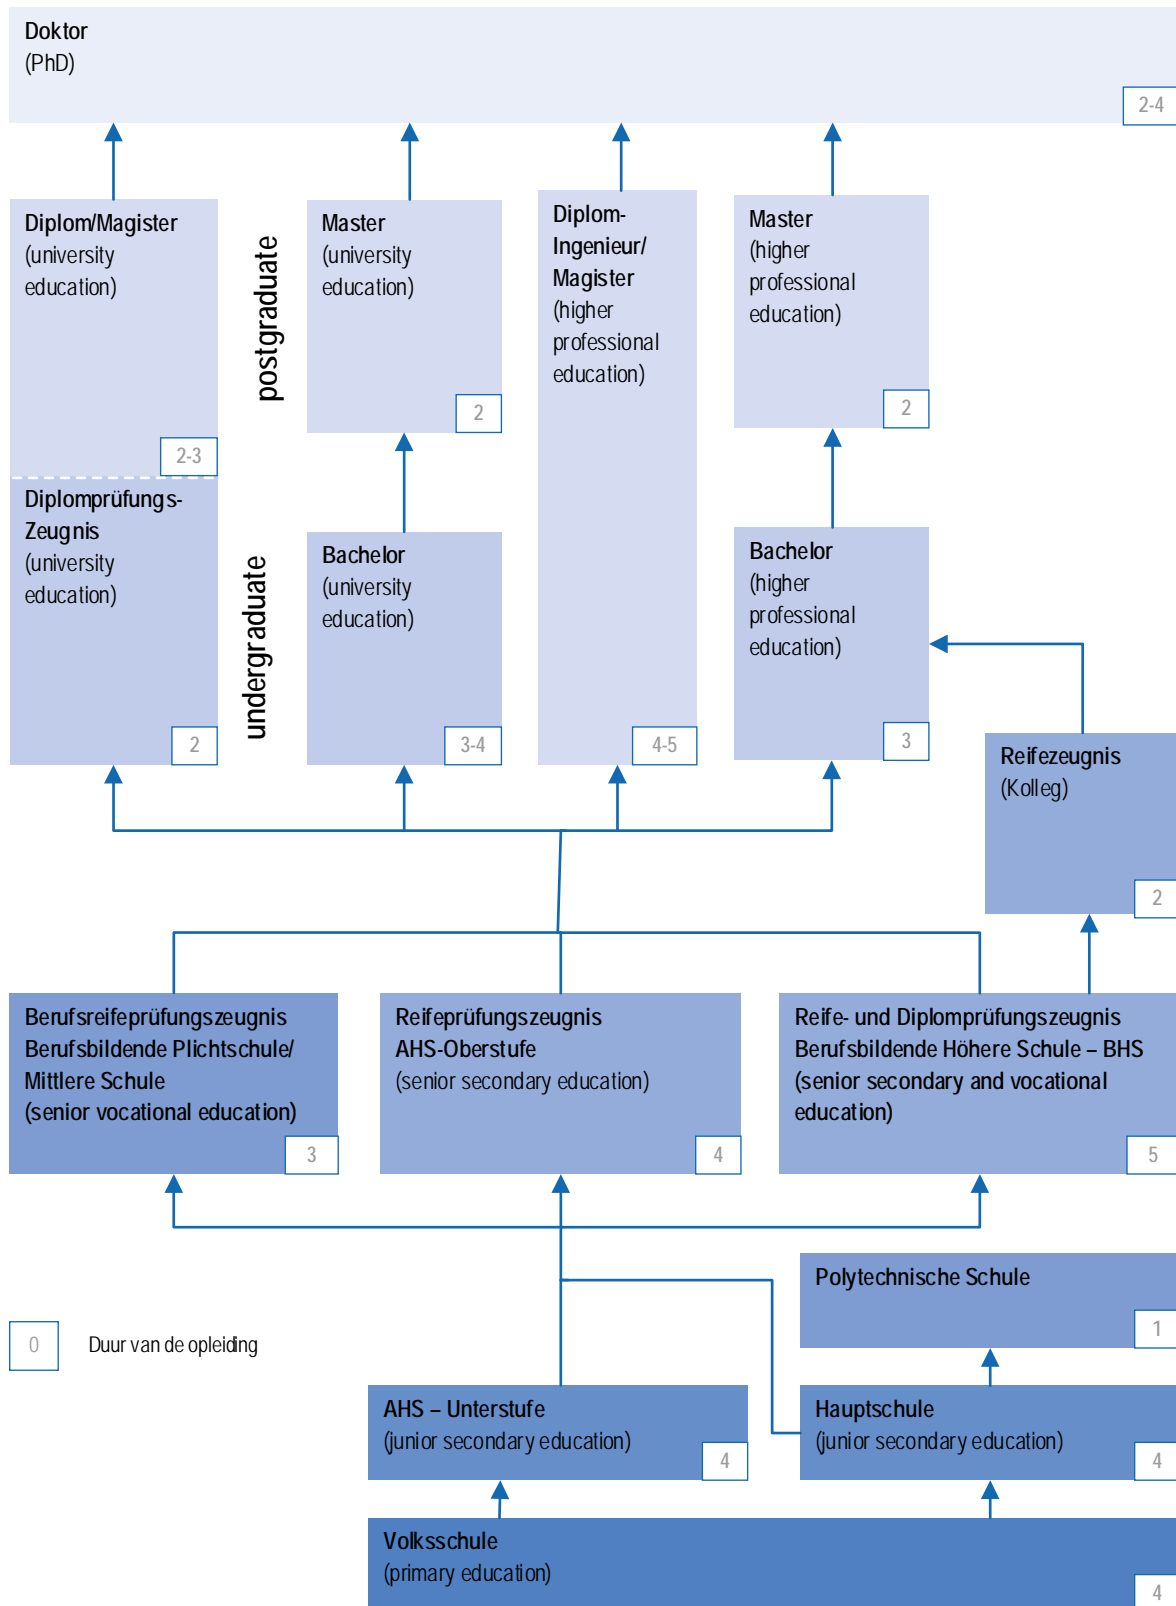 Doktor
(PhD)
2-4
Diplom/Magister
(university
education)
2-3
postgraduate
Master
(university
education)
2
Diplom-
Ingenieur/
Magister
(higher
professional
education)
4-5
Master
(higher
professional
education)
2
Diplomprüfungs-
Zeugnis
(university
education)
2
undergraduate
Bachelor
(university
education)
3-4
Bachelor
(higher
professional
education)
3
Reifezeugnis
(Kolleg)
2
Berufsreifeprüfungszeugnis
Berufsbildende Plichtschule/
Mittlere Schule
(senior vocational education)
3
Reifeprüfungszeugnis
AHS-Oberstufe
(senior secondary education)
4
Reife- und Diplomprüfungszeugnis
Berufsbildende Höhere Schule – BHS
(senior secondary and vocational
education)
5
Polytechnische Schule
1
0
Duur van de opleiding
AHS – Unterstufe
(junior secondary education)
4
Hauptschule
(junior secondary education)
4
Volksschule
(primary education)
4